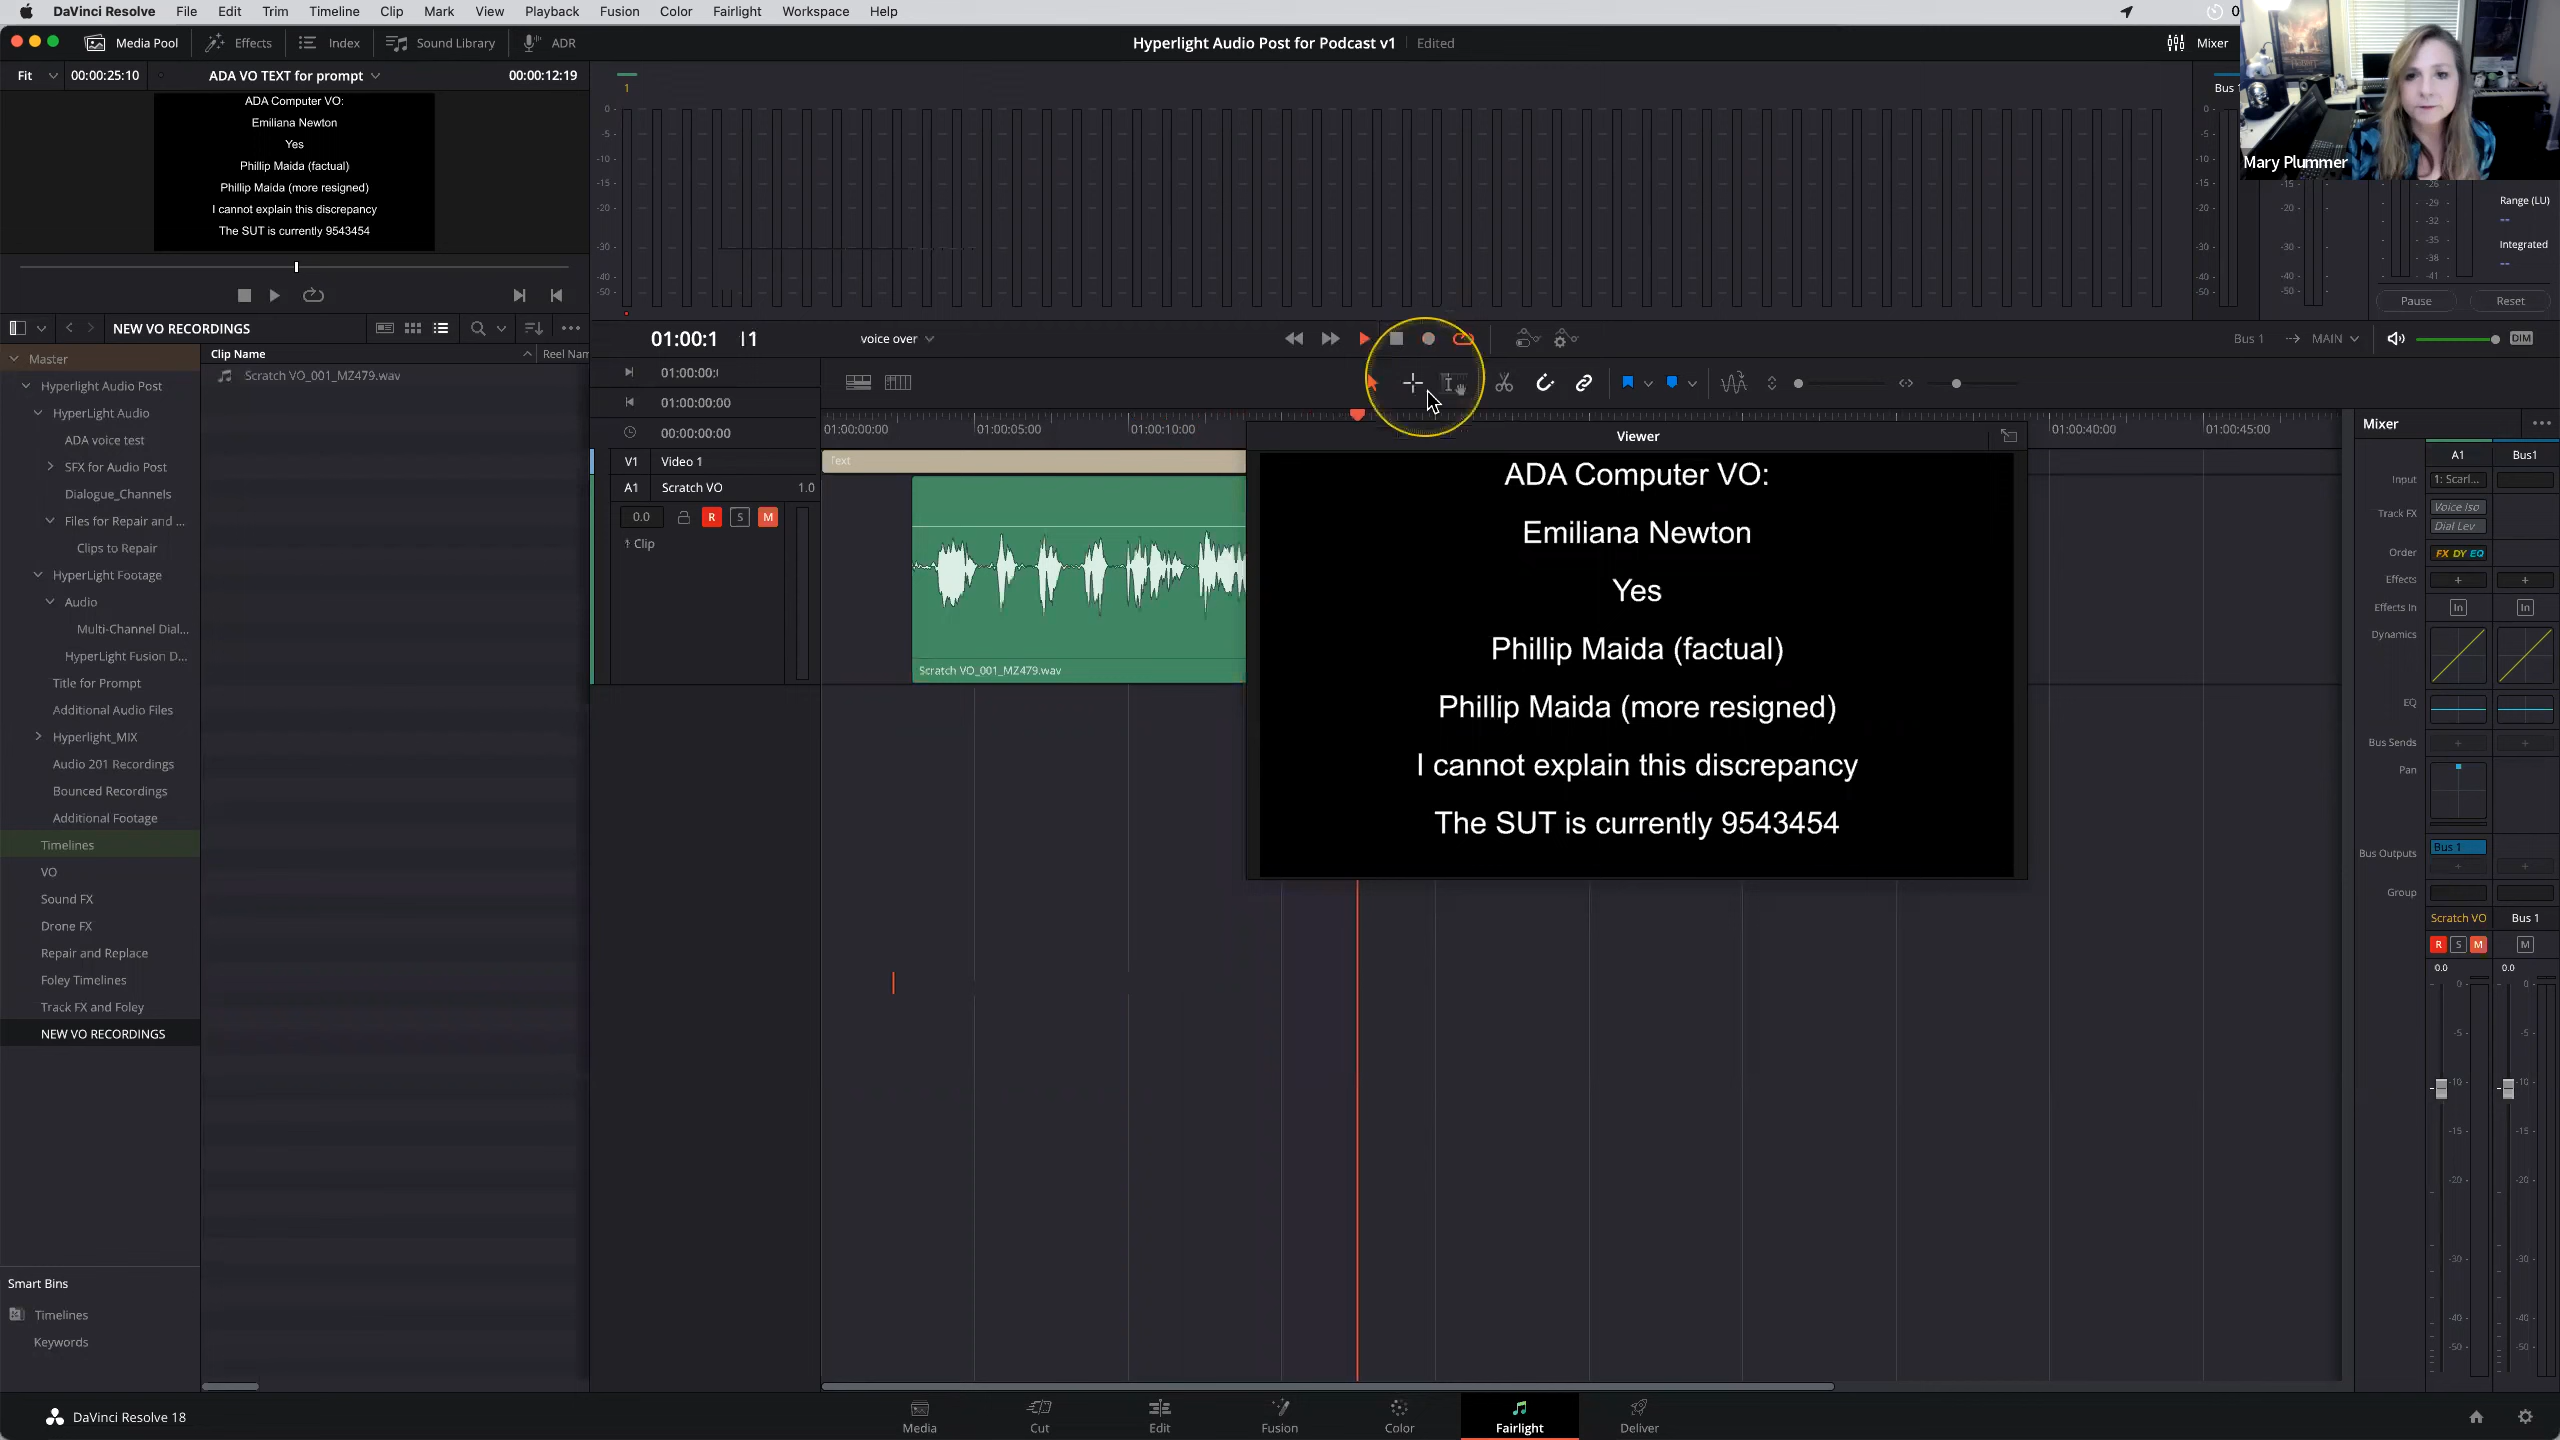 DaVinci Resolve File Edit Trim Timeline Clip Mark View Playback Fusion Color Fairlight Workspace Help
Media Pool Effects Index Sound Library ADR Hyperlight Audio Post for Podcast v1 Edited Mixer
Fit 00:00:25:10 ADA VO TEXT for prompt 00:00:12:19
ADA Computer VO:
Emiliana Newton
Yes
Phillip Maida (factual)
Phillip Maida (more resigned)
I cannot explain this discrepancy
The SUT is currently 9543454
1
Bus 1
Mary Plummer
Range (LU)
Integrated
Pause Reset
NEW VO RECORDINGS
01:00:1 voice over Bus 1 MAIN DIM
Clip Name Reel Nam
Scratch VO_001_MZ479.wav
Master
Hyperlight Audio Post
HyperLight Audio
ADA voice test
SFX for Audio Post
Dialogue_Channels
Files for Repair and ...
Clips to Repair
HyperLight Footage
Audio
Multi-Channel Dial...
HyperLight Fusion D...
Title for Prompt
Additional Audio Files
Hyperlight_MIX
Audio 201 Recordings
Bounced Recordings
Additional Footage
Timelines
VO
Sound FX
Drone FX
Repair and Replace
Foley Timelines
Track FX and Foley
NEW VO RECORDINGS
Smart Bins
Timelines
Keywords
01:00:00:
01:00:00:00
00:00:00:00
01:00:00:00 01:00:05:00 01:00:10:00 01:00:40:00 01:00:45:00
V1 Video 1
Text
A1 Scratch VO 1.0
0.0 R S M
Clip
Scratch VO_001_MZ479.wav
Viewer
ADA Computer VO:
Emiliana Newton
Yes
Phillip Maida (factual)
Phillip Maida (more resigned)
I cannot explain this discrepancy
The SUT is currently 9543454
Mixer
A1 Bus1
Input 1: Scarl...
Track FX Voice Iso
Dial Lev
Order FX DY EQ
Effects
Effects In In In
Dynamics
EQ
Bus Sends
Pan
Bus Outputs Bus 1
Group
Scratch VO Bus 1
R S M M
0.0 0.0
DaVinci Resolve 18 Media Cut Edit Fusion Color Fairlight Deliver